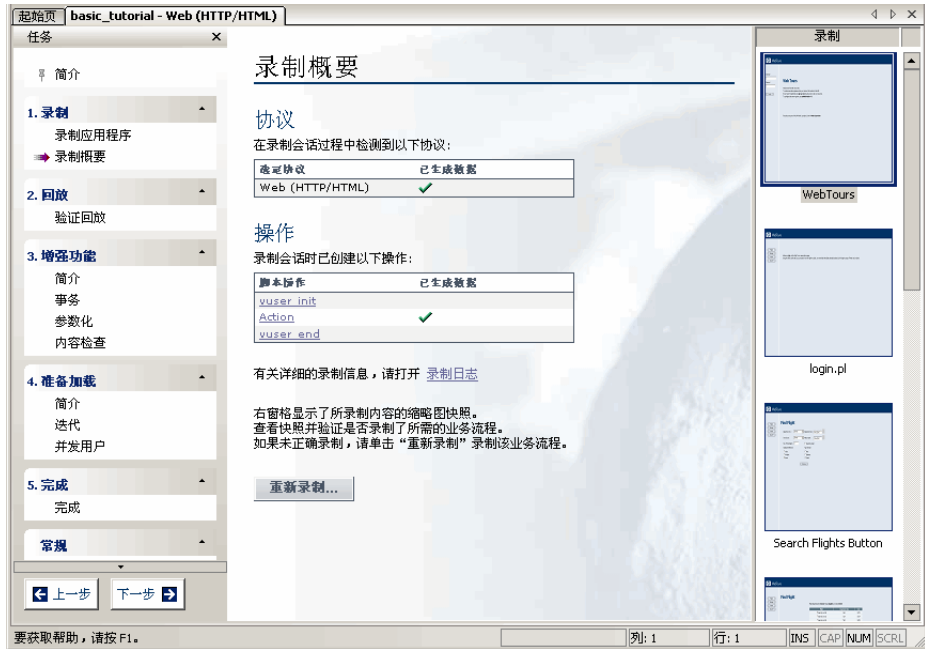 起始页 basic_tutorial - Web (HTTP/HTML)
任务
简介
1. 录制
录制应用程序
录制概要
2. 回放
验证回放
3. 增强功能
简介
事务
参数化
内容检查
4. 准备加载
简介
迭代
并发用户
5. 完成
完成
常规
上一步 下一步
录制概要
协议
在录制会话过程中检测到以下协议:
选定协议 已生成数据
Web (HTTP/HTML)
操作
录制会话时已创建以下操作:
脚本操作 已生成数据
vuser_init
Action
vuser_end
有关详细的录制信息，请打开 录制日志
右窗格显示了所录制内容的缩略图快照。
查看快照并验证是否录制了所需的业务流程。
如果未正确录制，请单击“重新录制”录制该业务流程。
重新录制...
录制
Web Tours
WebTours
login.pl
Search Flights Button
要获取帮助，请按 F1。
列: 1 行: 1 INS CAP NUM SCRL